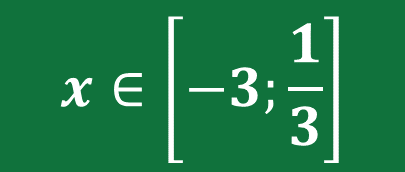 x ∈ [−3; 1/3]